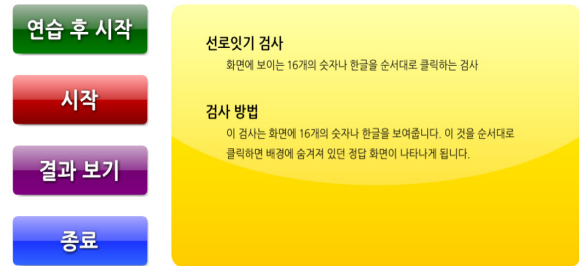 연습 후 시작
시작
결과 보기
종료
선로잇기 검사
화면에 보이는 16개의 숫자나 한글을 순서대로 클릭하는 검사
검사 방법
이 검사는 화면에 16개의 숫자나 한글을 보여줍니다. 이 것을 순서대로
클릭하면 배경에 숨겨져 있던 정답 화면이 나타나게 됩니다.